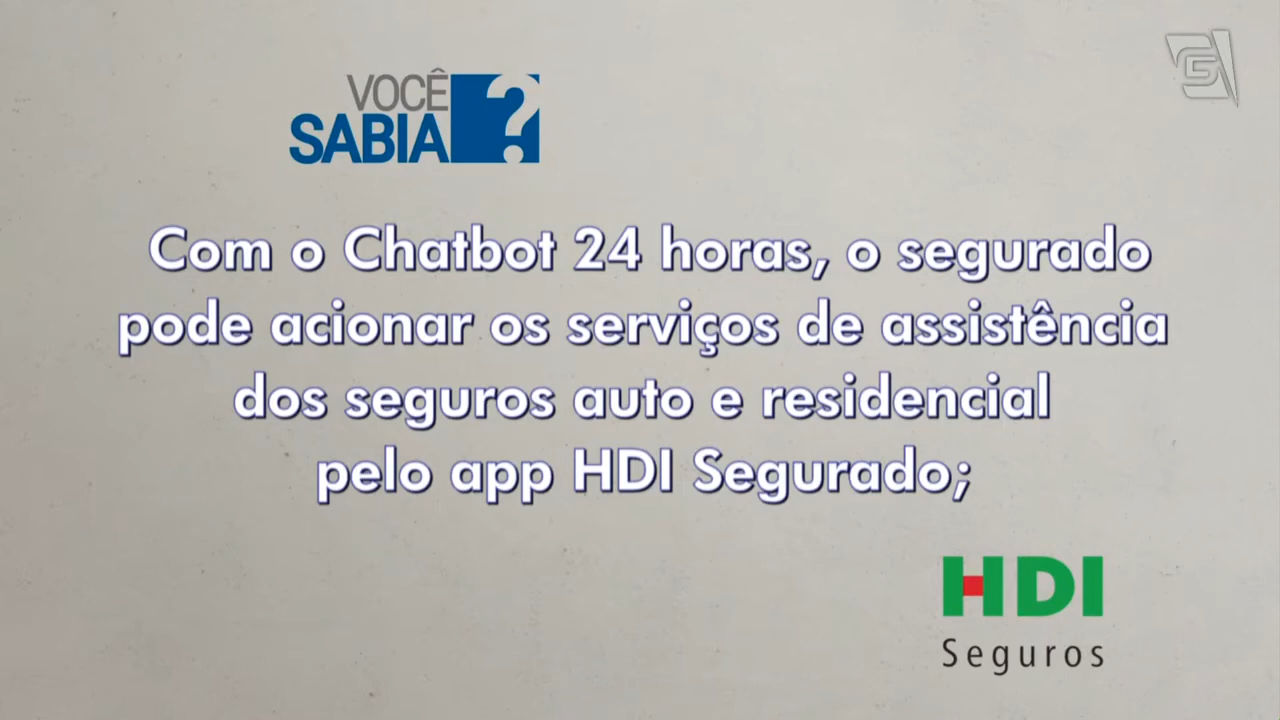 VOCÊ
SABIA?
Com o Chatbot 24 horas, o segurado
pode acionar os serviços de assistência
dos seguros auto e residencial
pelo app HDI Segurado;
HDI
Seguros